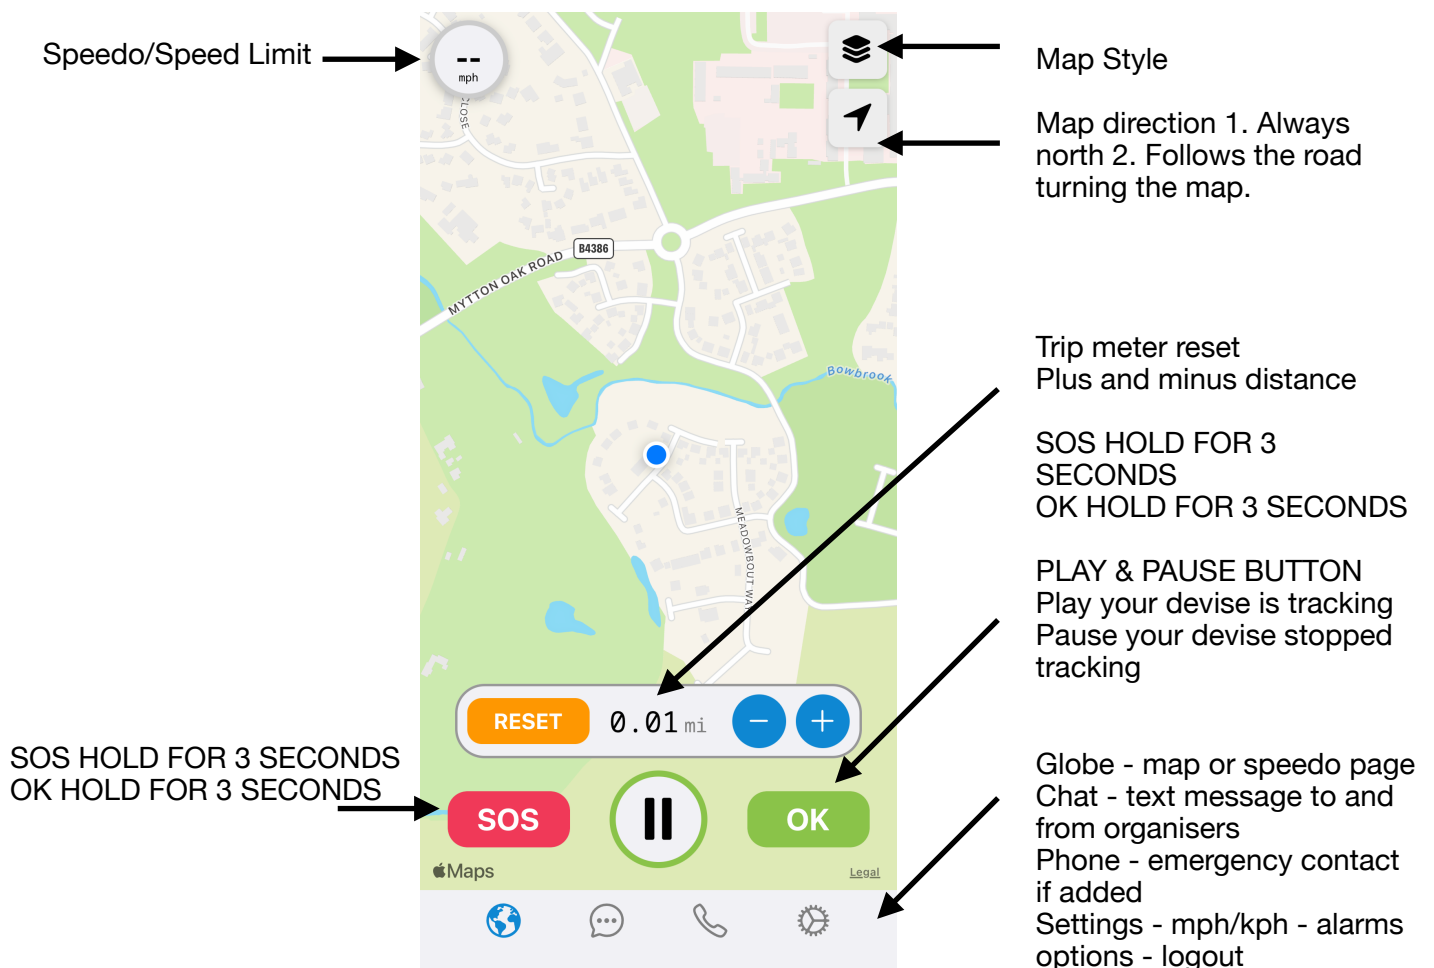 Speedo/Speed Limit
--
mph
CLOSE
Map Style
Map direction 1. Always
north 2. Follows the road
turning the map.
B4386
MYTTON OAK ROAD
Bowbrook
Trip meter reset
Plus and minus distance
SOS HOLD FOR 3
SECONDS
OK HOLD FOR 3 SECONDS
MEADOWBOUT WAY
PLAY & PAUSE BUTTON
Play your devise is tracking
Pause your devise stopped
tracking
RESET 0.01 mi − +
SOS HOLD FOR 3 SECONDS
OK HOLD FOR 3 SECONDS
SOS
OK
Maps
Legal
Globe - map or speedo page
Chat - text message to and
from organisers
Phone - emergency contact
if added
Settings - mph/kph - alarms
options - logout